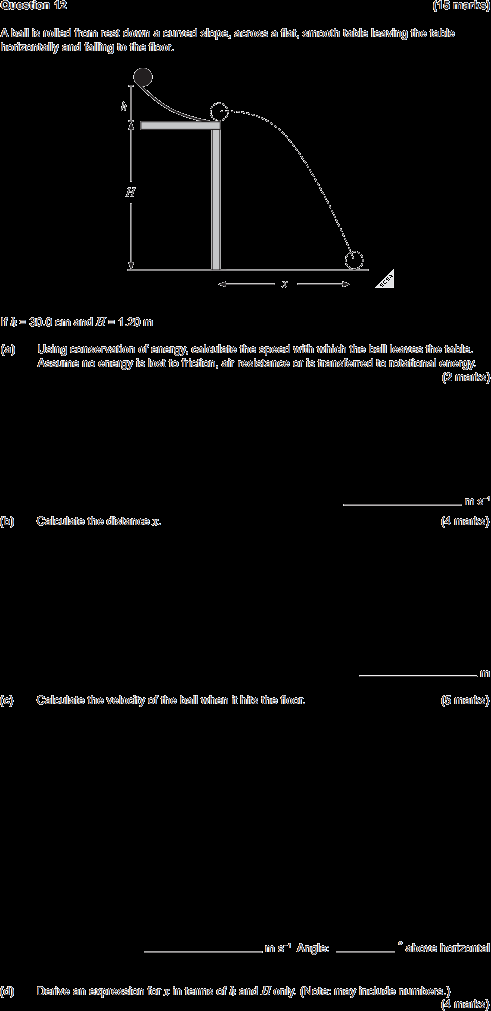 Question 12 (15 marks)
A ball is rolled from rest down a curved slope, across a flat, smooth table leaving the table
horizontally and falling to the floor.
h
H
x
If h = 30.0 cm and H = 1.20 m
(a) Using conservation of energy, calculate the speed with which the ball leaves the table.
Assume no energy is lost to friction, air resistance or is transferred to rotational energy.
(2 marks)
m s⁻¹
(b) Calculate the distance x. (4 marks)
m
(c) Calculate the velocity of the ball when it hits the floor. (5 marks)
m s⁻¹ Angle: ° above horizontal
(d) Derive an expression for x in terms of h and H only. (Note: may include numbers.)
(4 marks)